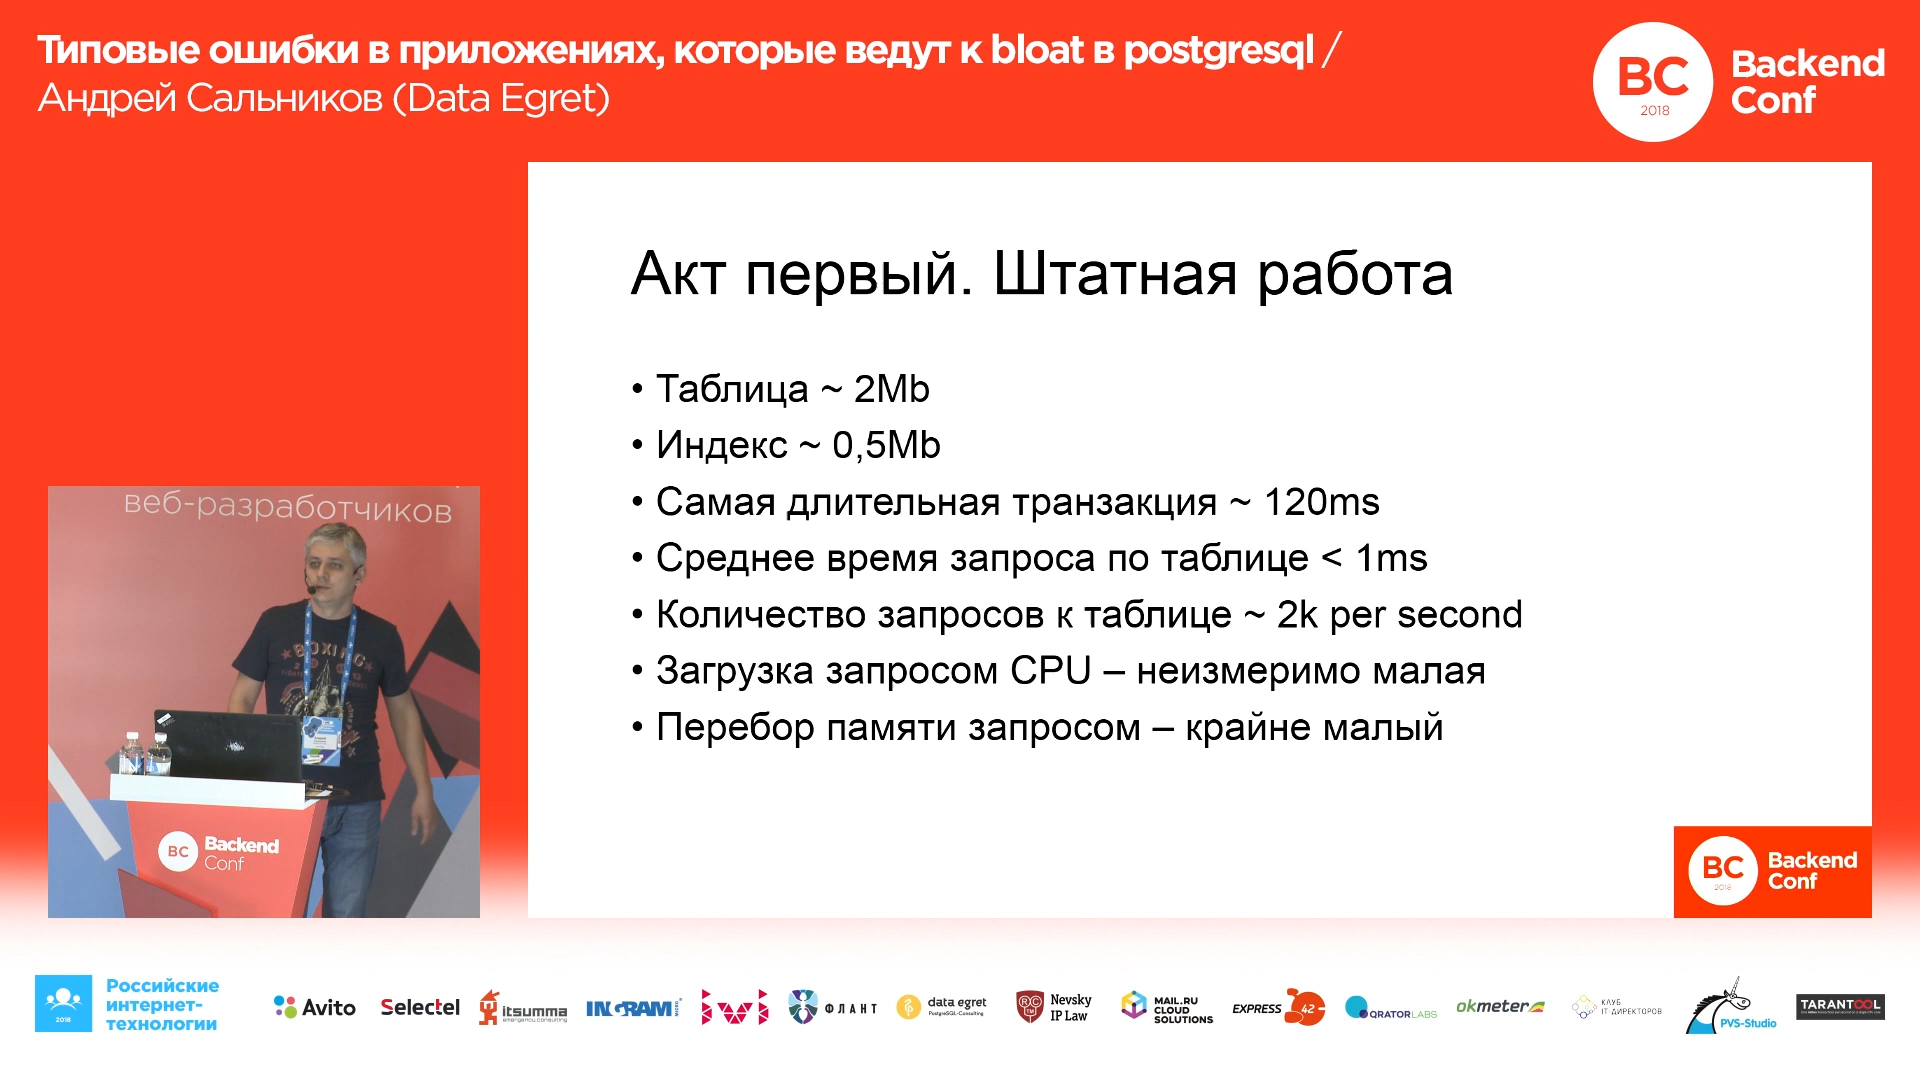 Типовые ошибки в приложениях, которые ведут к bloat в postgresql /
Андрей Сальников (Data Egret)
BC
2018
Backend
Conf
Акт первый. Штатная работа
• Таблица ~ 2Mb
• Индекс ~ 0,5Mb
• Самая длительная транзакция ~ 120ms
• Среднее время запроса по таблице < 1ms
• Количество запросов к таблице ~ 2k per second
• Загрузка запросом CPU – неизмеримо малая
• Перебор памяти запросом – крайне малый
веб-разработчиков
BOXING
BC
Backend
Conf
BC
2018
Backend
Conf
2018
Российские
интернет-
технологии
Avito
Selectel
itsumma
emergency consulting
INGRAM
MICRO
ivi
ФЛАНТ
data egret
PostgreSQL-Consulting
Nevsky
IP Law
MAIL.RU
CLOUD
SOLUTIONS
EXPRESS 42
QRATOR LABS
okmeter
КЛУБ
IT-ДИРЕКТОРОВ
PVS-Studio
TARANTOOL